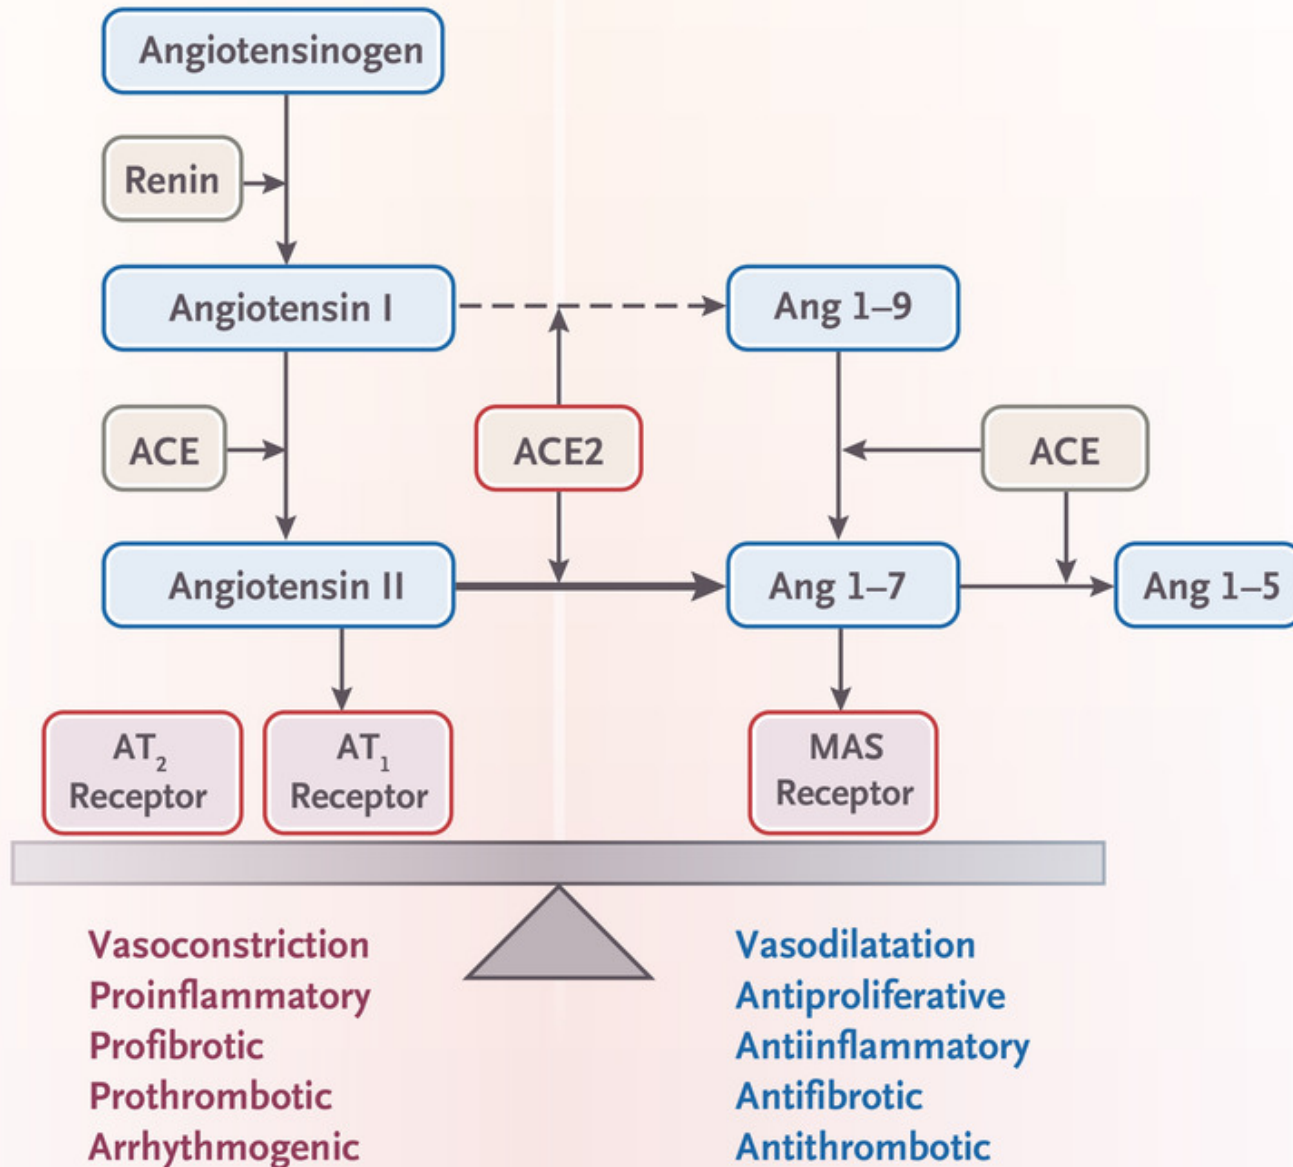 Angiotensinogen
Renin
Angiotensin I
Ang 1–9
ACE
ACE2
ACE
Angiotensin II
Ang 1–7
Ang 1–5
AT₂
Receptor
AT₁
Receptor
MAS
Receptor
Vasoconstriction
Proinflammatory
Profibrotic
Prothrombotic
Arrhythmogenic
Vasodilatation
Antiproliferative
Antiinflammatory
Antifibrotic
Antithrombotic